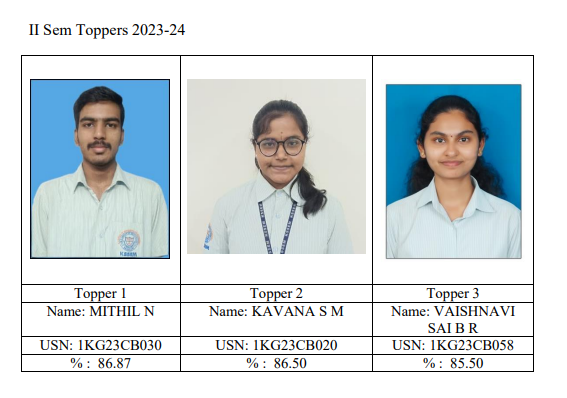 II Sem Toppers 2023-24
Topper 1
Topper 2
Topper 3
Name: MITHIL N
Name: KAVANA S M
Name: VAISHNAVI
SAI B R
USN: 1KG23CB030
USN: 1KG23CB020
USN: 1KG23CB058
% :  86.87
% :  86.50
% :  85.50